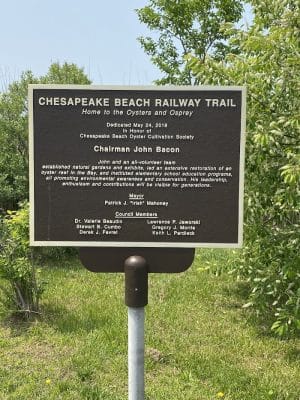 CHESAPEAKE BEACH RAILWAY TRAIL
Home to the Oysters and Osprey
Dedicated May 24, 2018
In Honor of
Chesapeake Beach Oyster Cultivation Society
Chairman John Bacon
John and an all-volunteer team
established natural gardens and exhibits, led an extensive restoration of an
oyster reef in the Bay, and instituted elementary school education programs,
all promoting environmental awareness and conservation. His leadership,
enthusiasm and contributions will be visible for generations.
Mayor
Patrick J. "Irish" Mahoney
Council Members
Dr. Valerie Beaudin Lawrence P. Jaworski
Stewart B. Cumbo Gregory J. Morris
Derek J. Favret Keith L. Pardieck